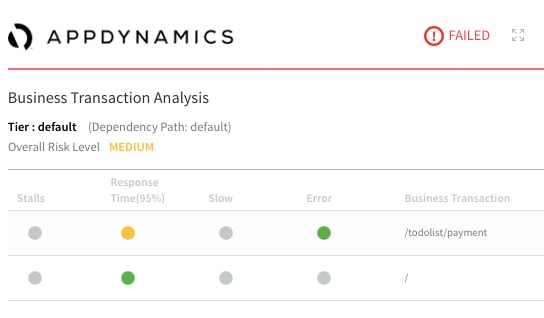 APPDYNAMICS
FAILED
Business Transaction Analysis
Tier : default (Dependency Path: default)
Overall Risk Level MEDIUM
Stalls Response Time(95%) Slow Error Business Transaction
/todolist/payment
/